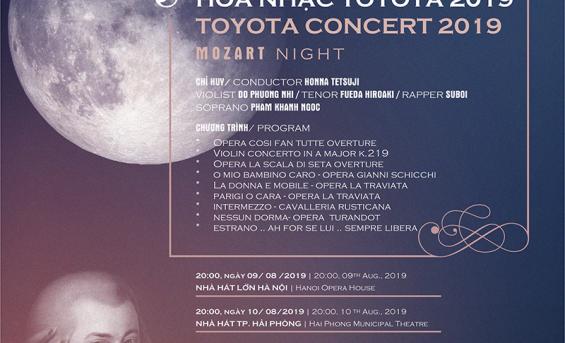 HÒA NHẠC TOYOTA 2019
TOYOTA CONCERT 2019
MOZART NIGHT
CHỈ HUY/ CONDUCTOR HONNA TETSUJI
VIOLIST DO PHUONG NHI / TENOR FUEDA HIROAKI / RAPPER SUBOI
SOPRANO PHAM KHANH NGOC
CHƯƠNG TRÌNH/ PROGRAM
* OPERA COSI FAN TUTTE OVERTURE
* VIOLIN CONCERTO IN A MAJOR K.219
* OPERA LA SCALA DI SETA OVERTURE
* O MIO BAMBINO CARO - OPERA GIANNI SCHICCHI
* LA DONNA E MOBILE - OPERA LA TRAVIATA
* PARIGI O CARA - OPERA LA TRAVIATA
* INTERMEZZO - CAVALLERIA RUSTICANA
* NESSUN DORMA- OPERA TURANDOT
* ESTRANO .. AH FOR SE LUI .. SEMPRE LIBERA
20:00, NGÀY 09/ 08 /2019 | 20:00, 09TH AUG., 2019
NHÀ HÁT LỚN HÀ NỘI | HANOI OPERA HOUSE
20:00, NGÀY 10/ 08/2019 | 20:00, 10 TH AUG., 2019
NHÀ HÁT TP. HẢI PHÒNG | HAI PHONG MUNICIPAL THEATRE